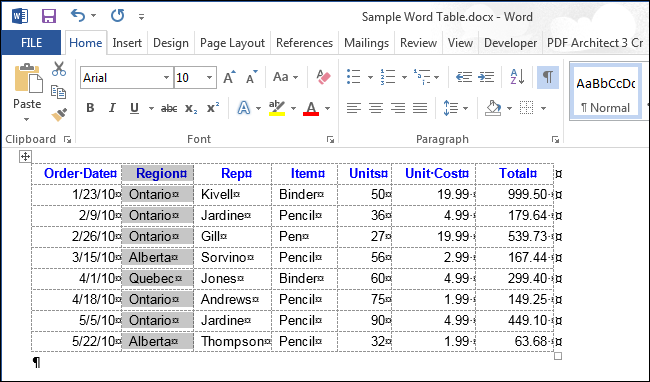 Sample Word Table.docx - Word
FILE Home Insert Design Page Layout References Mailings Review View Developer PDF Architect 3 Cr
Arial 10 Aa
Paste B I U abc x₂ x² A ab A
AaBbCcDc
¶ Normal
Clipboard Font Paragraph
Order·Date¤ Region¤ Rep¤ Item¤ Units¤ Unit·Cost¤ Total¤ ¤
1/23/10¤ Ontario¤ Kivell¤ Binder¤ 50¤ 19.99·¤ 999.50·¤ ¤
2/9/10¤ Ontario¤ Jardine¤ Pencil¤ 36¤ 4.99·¤ 179.64·¤ ¤
2/26/10¤ Ontario¤ Gill¤ Pen¤ 27¤ 19.99·¤ 539.73·¤ ¤
3/15/10¤ Alberta¤ Sorvino¤ Pencil¤ 56¤ 2.99·¤ 167.44·¤ ¤
4/1/10¤ Quebec¤ Jones¤ Binder¤ 60¤ 4.99·¤ 299.40·¤ ¤
4/18/10¤ Ontario¤ Andrews¤ Pencil¤ 75¤ 1.99·¤ 149.25·¤ ¤
5/5/10¤ Ontario¤ Jardine¤ Pencil¤ 90¤ 4.99·¤ 449.10·¤ ¤
5/22/10¤ Alberta¤ Thompson¤ Pencil¤ 32¤ 1.99·¤ 63.68·¤ ¤
¶